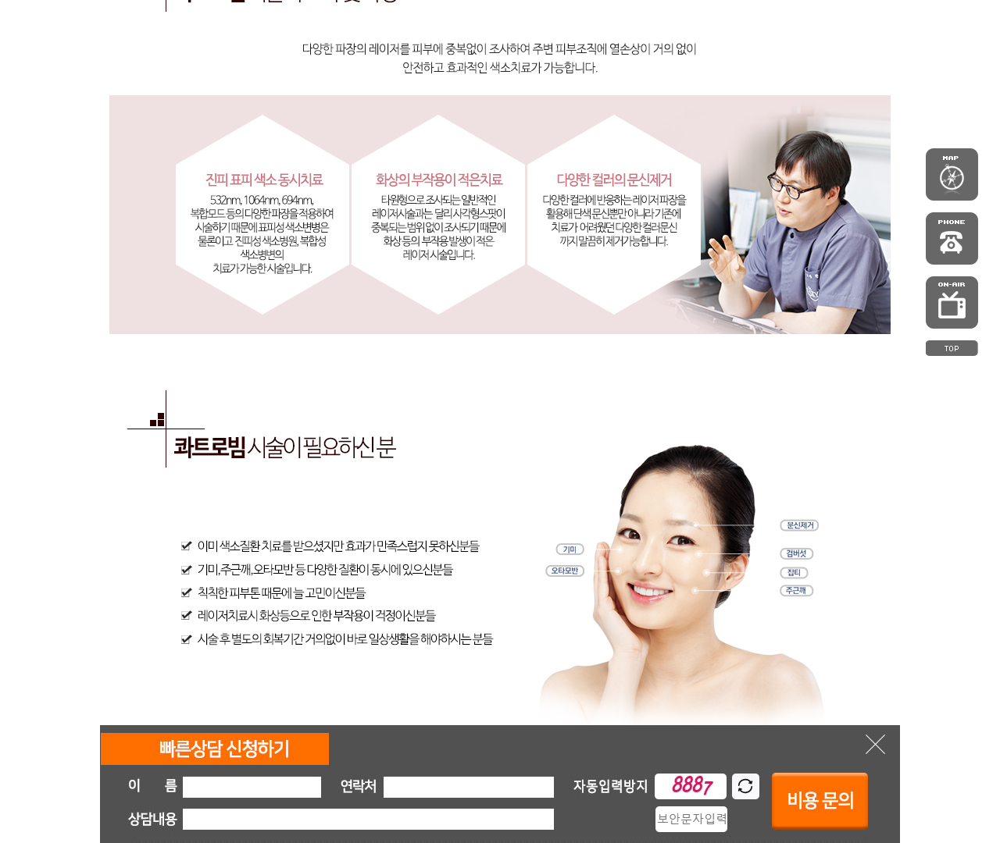 다양한 파장의 레이저를 피부에 중복없이 조사하여 주변 피부조직에 열손상이 거의 없이
안전하고 효과적인 색소치료가 가능합니다.
진피 표피 색소 동시치료
532nm, 1064nm, 694nm,
복합모드 등의 다양한 파장을 적용하여
시술하기 때문에 표피성 색소변병은
물론이고 진피성 색소병원, 복합성
색소병변의
치료가 가능한 시술입니다.
화상의 부작용이 적은치료
타원형으로 조사되는 일반적인
레이저시술과는 달리 사각형스팟이
중복되는 범위 없이 조사되기 때문에
화상 등의 부작용 발생이 적은
레이저 시술입니다.
다양한 컬러의 문신제거
다양한 컬러에 반응하는 레이저 파장을
활용해 단색 문신뿐만 아니라 기존에
치료가 어려웠던 다양한 컬러문신
까지 말끔히 제거가능합니다.
MAP
PHONE
ON-AIR
TOP
콰트로빔 시술이 필요하신 분
이미 색소질환 치료를 받으셨지만 효과가 만족스럽지 못하신분들
기미,주근깨,오타모반 등 다양한 질환이 동시에 있으신분들
칙칙한 피부톤 때문에 늘 고민이신분들
레이저치료시 화상등으로 인한 부작용이 걱정이신분들
시술 후 별도의 회복기간 거의없이 바로 일상생활을 해야하시는 분들
기미
오타모반
문신제거
검버섯
잡티
주근깨
빠른상담 신청하기
이 름
연락처
자동입력방지
8887
비용 문의
상담내용
보안문자입력